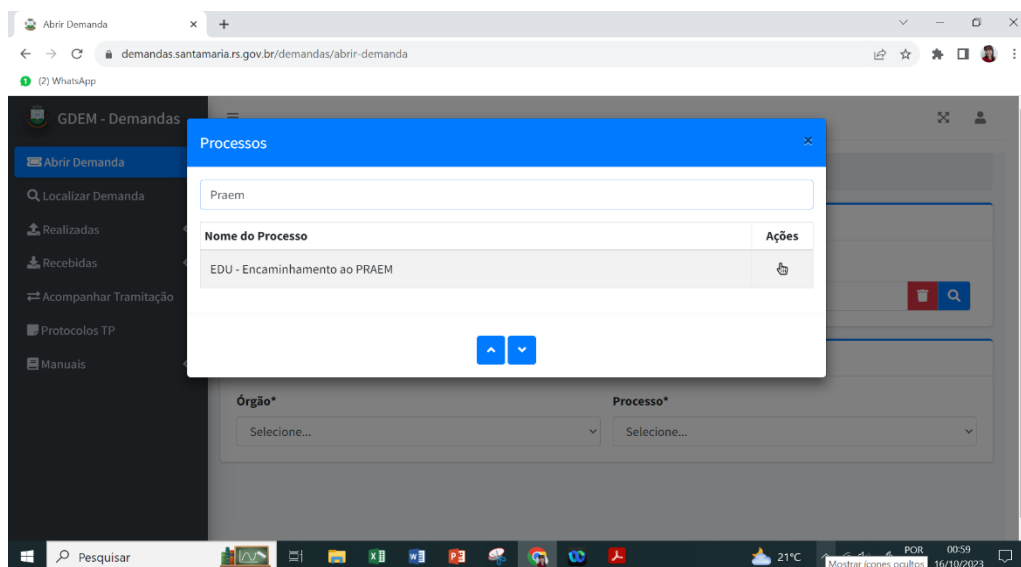 Abrir Demanda
demandas.santamaria.rs.gov.br/demandas/abrir-demanda
1 (2) WhatsApp
GDEM - Demandas
Processos
Abrir Demanda
Praem
Localizar Demanda
Realizadas
Nome do Processo Ações
Recebidas
EDU - Encaminhamento ao PRAEM
Acompanhar Tramitação
Protocolos TP
Manuais
Órgão* Processo*
Selecione... Selecione...
Pesquisar
21°C
POR 00:59
Mostrar ícones ocultos 16/10/2023